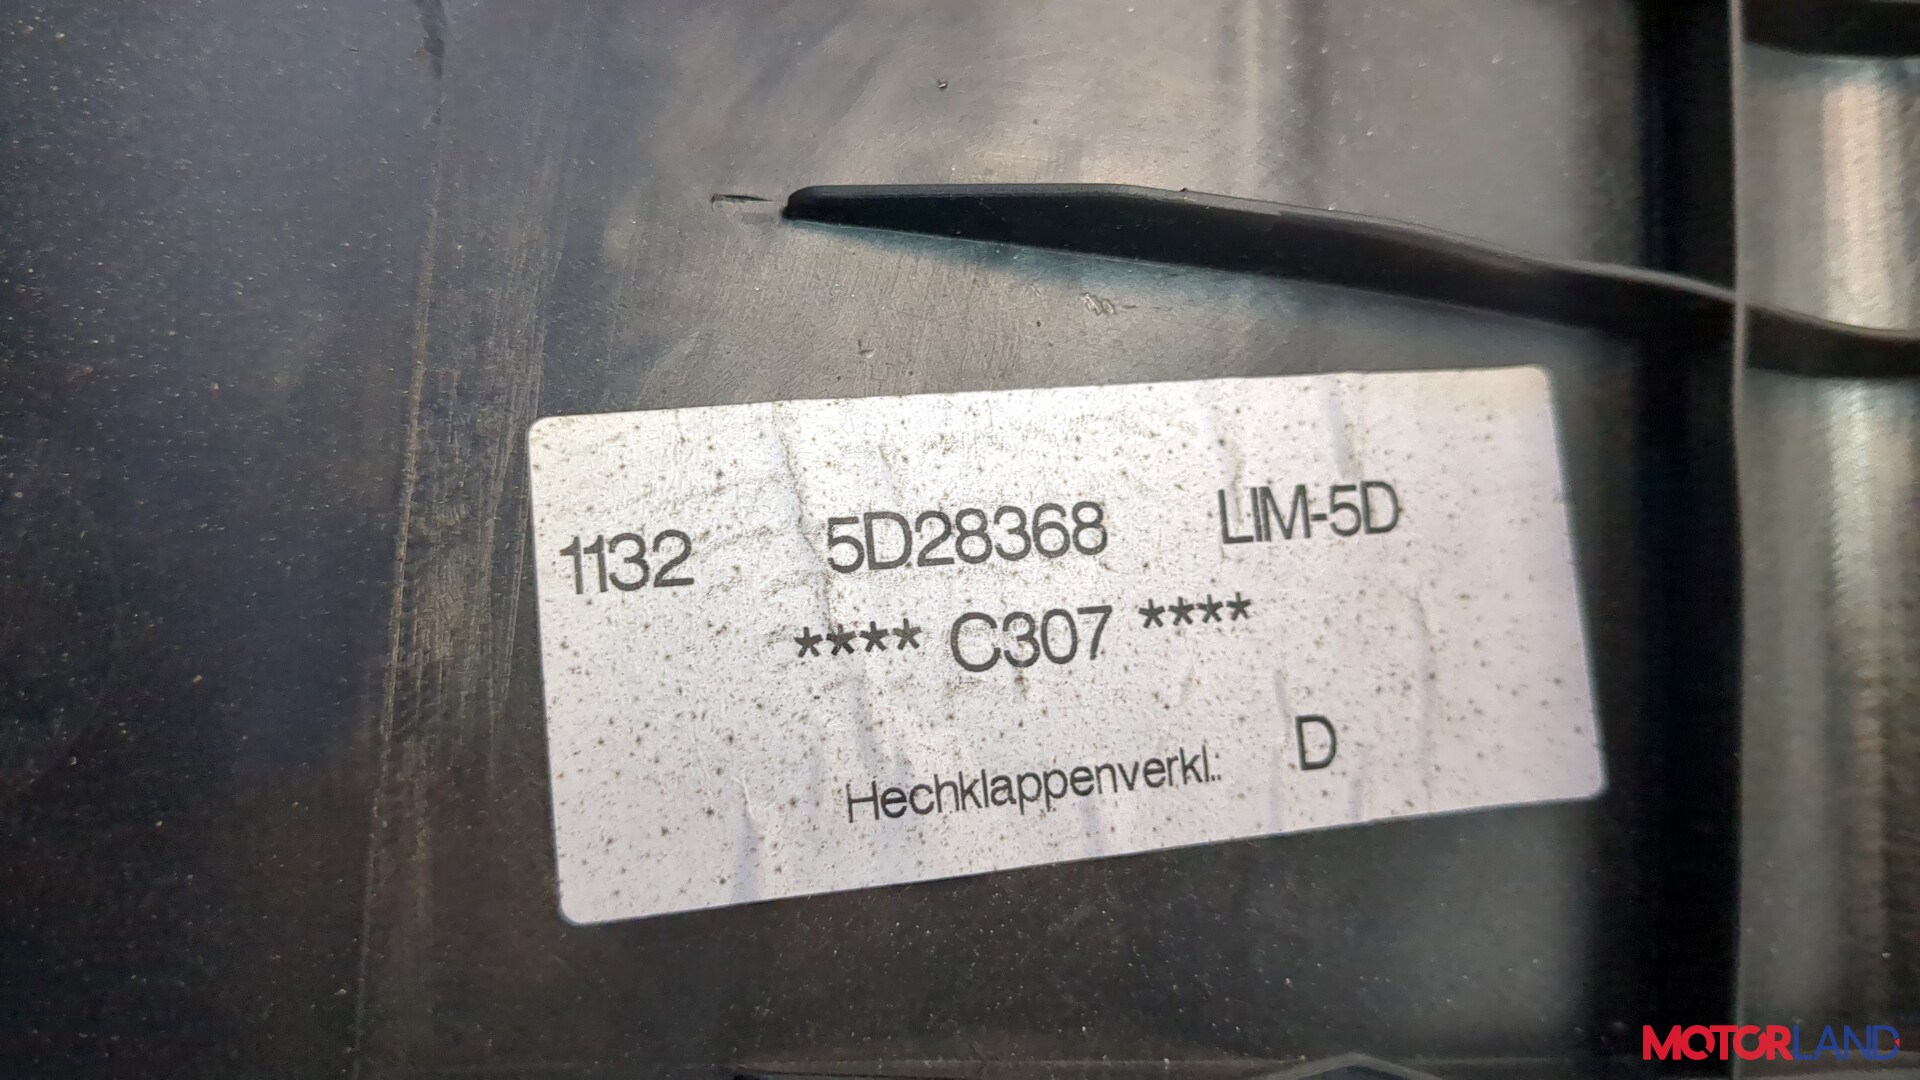 1132 5D28368 LIM-5D
**** C307 ****
Hechklappenverkl.: D
MOTORLAND